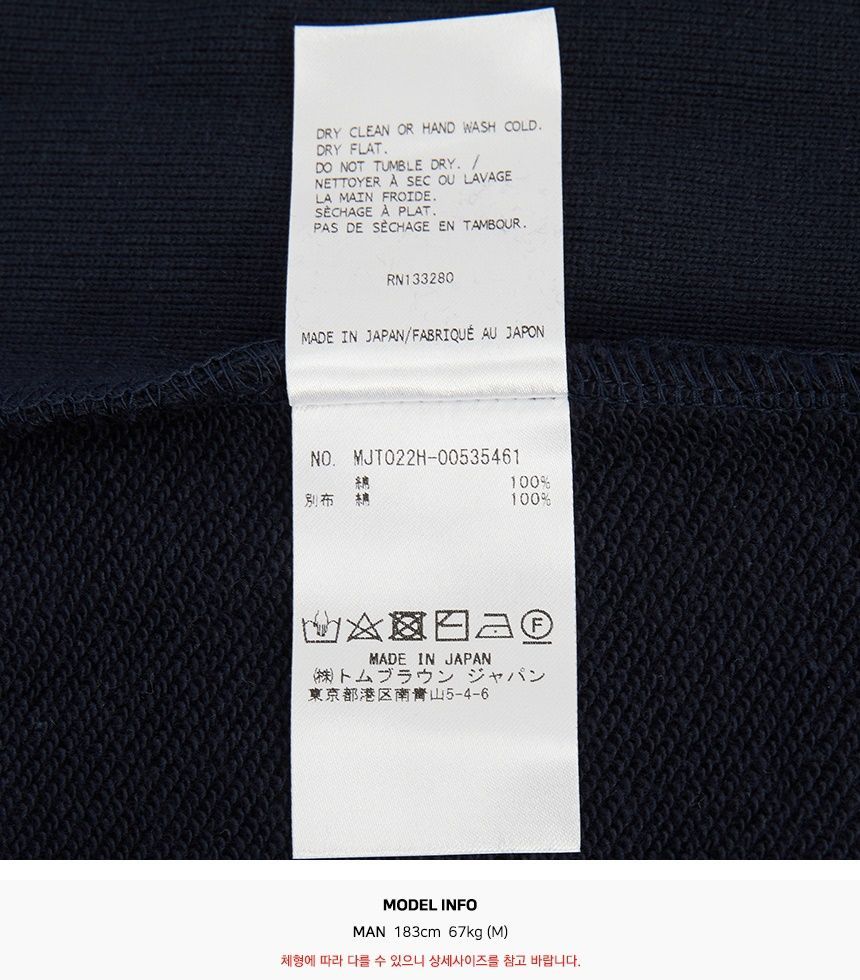 DRY CLEAN OR HAND WASH COLD.
DRY FLAT.
DO NOT TUMBLE DRY. /
NETTOYER À SEC OU LAVAGE
LA MAIN FROIDE.
SÈCHAGE À PLAT.
PAS DE SÈCHAGE EN TAMBOUR.
RN133280
MADE IN JAPAN/FABRIQUÉ AU JAPON
NO. MJT022H-00535461
綿 100%
別布 綿 100%
F
MADE IN JAPAN
㈱トムブラウン ジャパン
東京都港区南青山5-4-6
MODEL INFO
MAN 183cm 67kg (M)
체형에 따라 다를 수 있으니 상세사이즈를 참고 바랍니다.